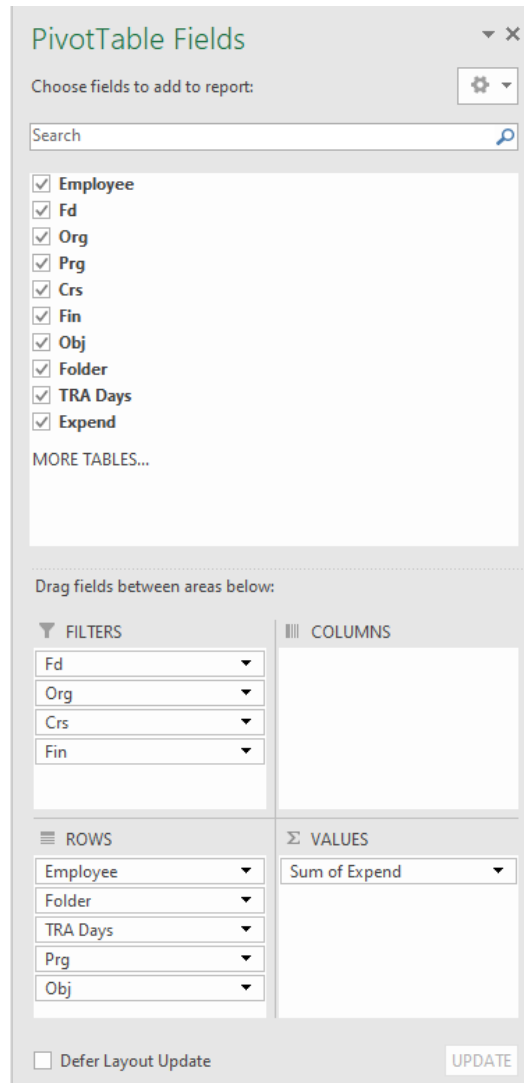 PivotTable Fields
Choose fields to add to report:
Search
Employee
Fd
Org
Prg
Crs
Fin
Obj
Folder
TRA Days
Expend
MORE TABLES...
Drag fields between areas below:
FILTERS
Fd
Org
Crs
Fin
COLUMNS
ROWS
Employee
Folder
TRA Days
Prg
Obj
Σ VALUES
Sum of Expend
Defer Layout Update
UPDATE